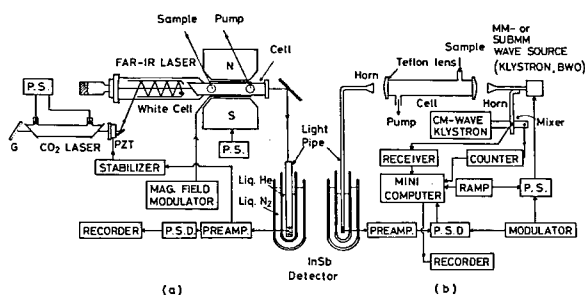 Sample
Pump
FAR-IR LASER
N
Cell
P.S.
White Cell
S
G
CO2 LASER
PZT
P.S.
STABILIZER
MAG. FIELD
MODULATOR
Liq. He
Liq. N2
Light
Pipe
RECORDER
P.S.D.
PREAMP.
(a)
InSb
Detector
Sample
MM- or
SUBMM
WAVE SOURCE
(KLYSTRON, BWO)
Horn
Teflon lens
Cell
Pump
Horn
Mixer
CM-WAVE
KLYSTRON
RECEIVER
COUNTER
MINI
COMPUTER
RAMP
P.S.
PREAMP.
P.S.D
MODULATOR
RECORDER
(b)